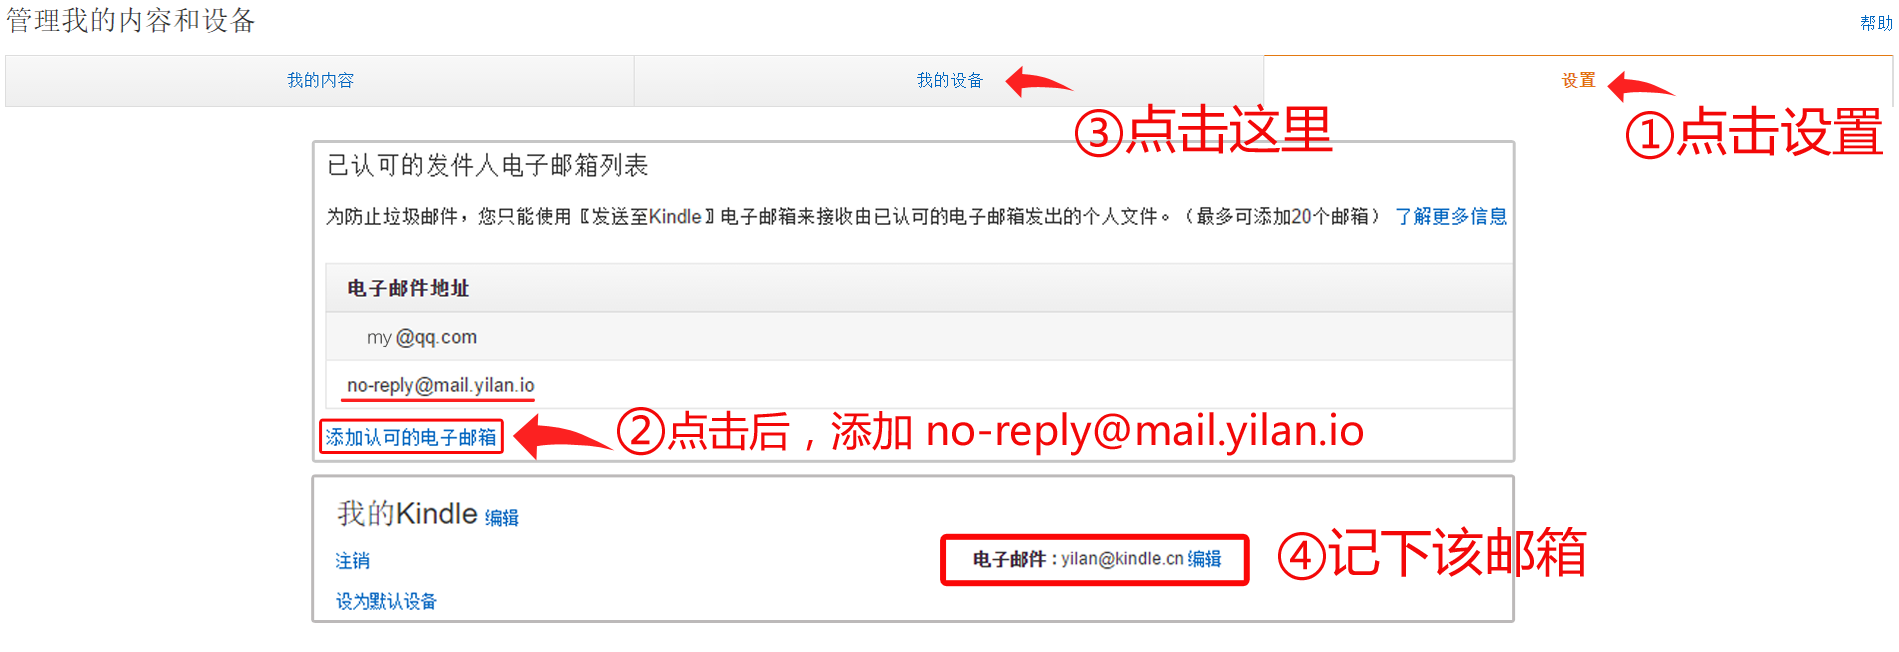 管理我的内容和设备
帮助
我的内容
我的设备
设置
③点击这里
①点击设置
已认可的发件人电子邮箱列表
为防止垃圾邮件，您只能使用〖发送至Kindle〗电子邮箱来接收由已认可的电子邮箱发出的个人文件。（最多可添加20个邮箱） 了解更多信息
电子邮件地址
my @qq.com
no-reply@mail.yilan.io
添加认可的电子邮箱
②点击后，添加 no-reply@mail.yilan.io
我的Kindle 编辑
注销
电子邮件 : yilan@kindle.cn 编辑
④记下该邮箱
设为默认设备